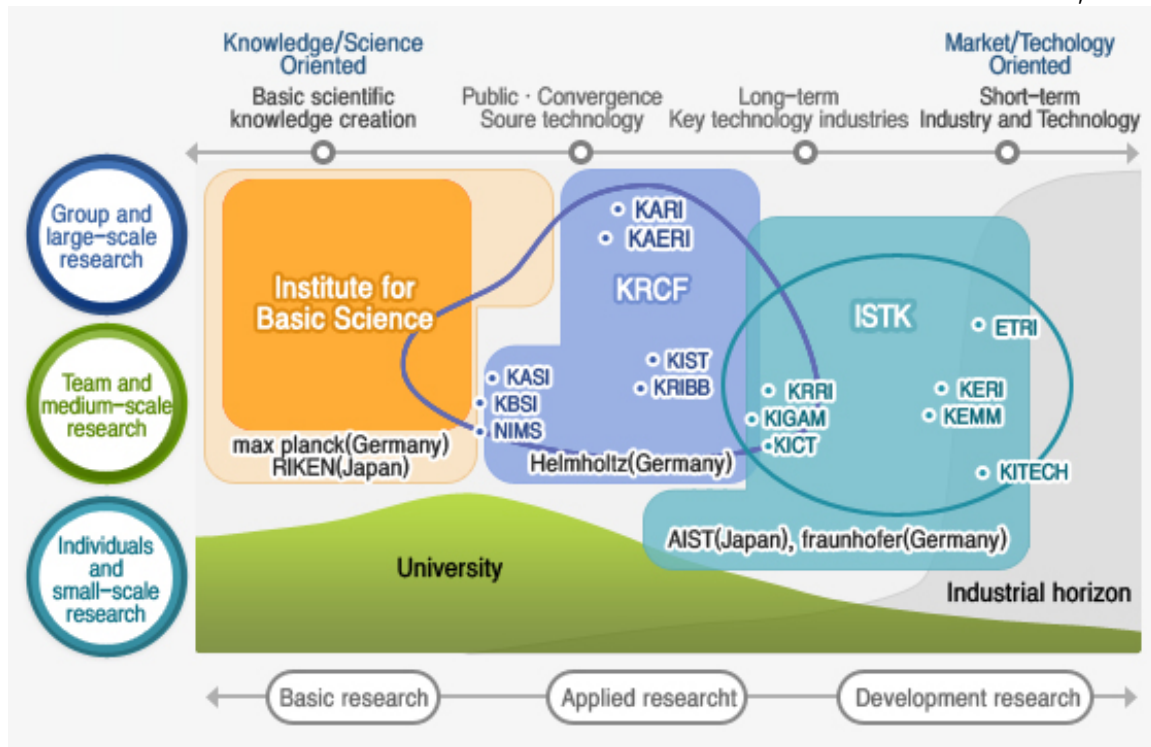 Knowledge/Science
Oriented
Market/Techology
Oriented
Basic scientific
knowledge creation
Public · Convergence
Soure technology
Long-term
Key technology industries
Short-term
Industry and Technology
Group and
large-scale
research
Institute for
Basic Science
KARI
KAERI
KRCF
ISTK
ETRI
Team and
medium-scale
research
KASI
KBSI
NIMS
KIST
KRIBB
KRRI
KIGAM
KICT
KERI
KEMM
KITECH
max planck(Germany)
RIKEN(Japan)
Helmholtz(Germany)
AIST(Japan), fraunhofer(Germany)
Individuals
and
small-scale
research
University
Industrial horizon
Basic research
Applied researcht
Development research